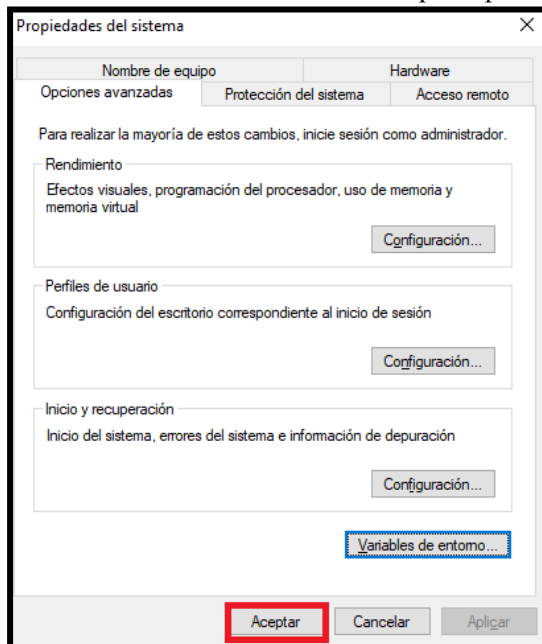 Propiedades del sistema
Nombre de equipo
Hardware
Opciones avanzadas
Protección del sistema
Acceso remoto
Para realizar la mayoría de estos cambios, inicie sesión como administrador.
Rendimiento
Efectos visuales, programación del procesador, uso de memoria y
memoria virtual
Configuración...
Perfiles de usuario
Configuración del escritorio correspondiente al inicio de sesión
Configuración...
Inicio y recuperación
Inicio del sistema, errores del sistema e información de depuración
Configuración...
Variables de entorno...
Aceptar
Cancelar
Aplicar